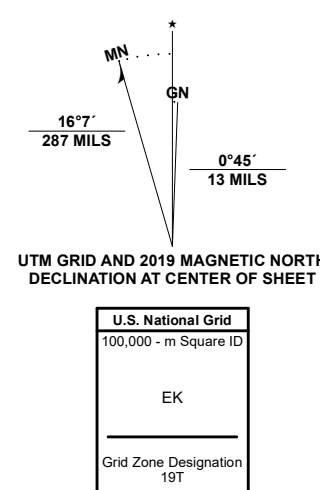 ★
MN
GN
16°7´
287 MILS
0°45´
13 MILS
UTM GRID AND 2019 MAGNETIC NORTH
DECLINATION AT CENTER OF SHEET
U.S. National Grid
100,000 - m Square ID
EK
Grid Zone Designation
19T